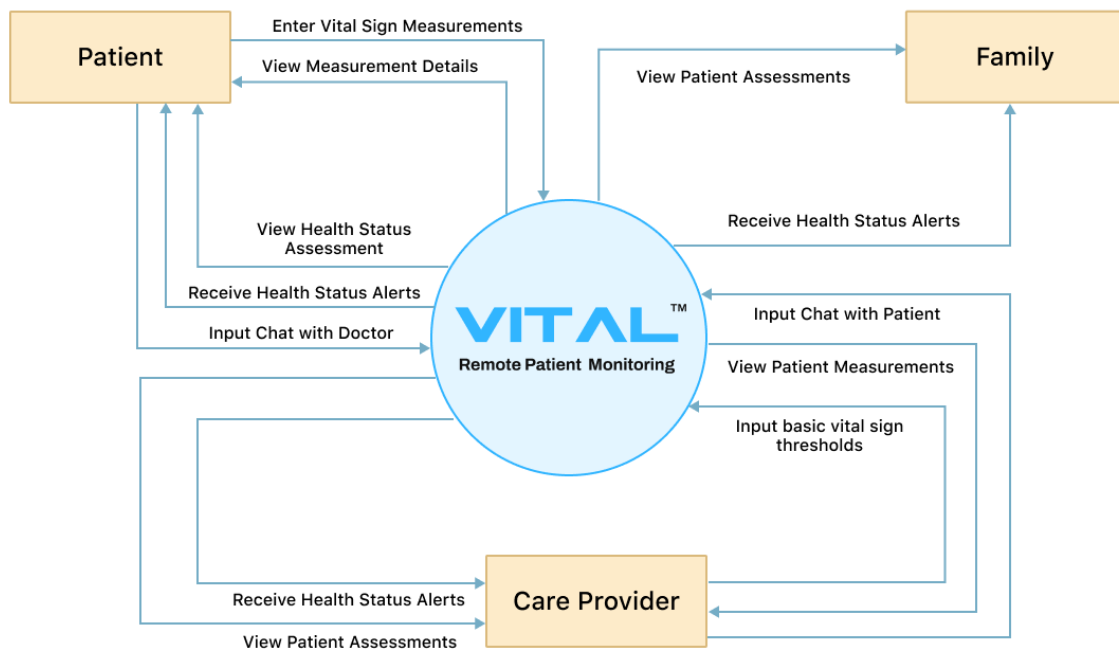 Patient
Enter Vital Sign Measurements
View Measurement Details
View Patient Assessments
Family
View Health Status
Assessment
Receive Health Status Alerts
Receive Health Status Alerts
Input Chat with Doctor
VITAL™
Remote Patient Monitoring
Input Chat with Patient
View Patient Measurements
Input basic vital sign
thresholds
Receive Health Status Alerts
View Patient Assessments
Care Provider